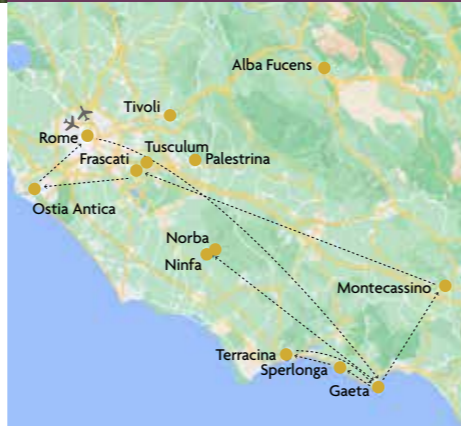 Alba Fucens
Tivoli
Rome
Tusculum
Frascati
Palestrina
Ostia Antica
Norba
Ninfa
Montecassino
Terracina
Sperlonga
Gaeta